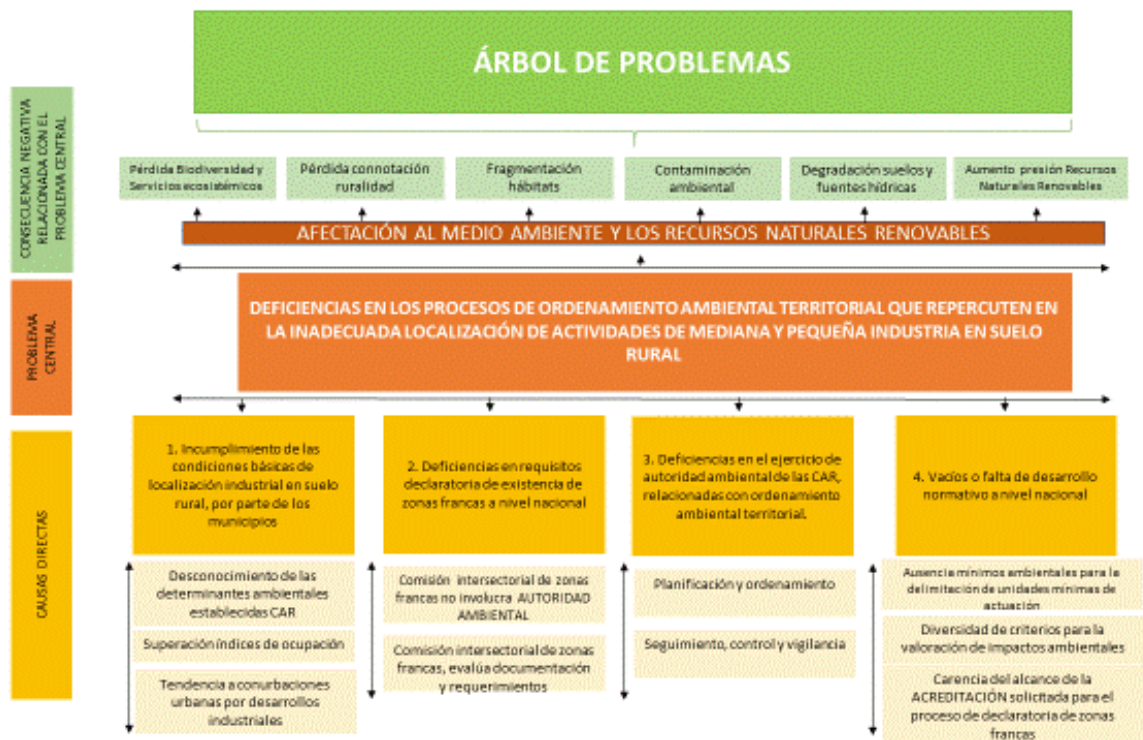 ÁRBOL DE PROBLEMAS
CONSECUENCIA NEGATIVA
RELACIONADA CON EL
PROBLEMA CENTRAL
Pérdida Biodiversidad y
Servicios ecosistémicos
Pérdida connotación
ruralidad
Fragmentación
hábitats
Contaminación
ambiental
Degradación suelos y
fuentes hídricas
Aumento presión Recursos
Naturales Renovables
AFECTACIÓN AL MEDIO AMBIENTE Y LOS RECURSOS NATURALES RENOVABLES
PROBLEMA
CENTRAL
DEFICIENCIAS EN LOS PROCESOS DE ORDENAMIENTO AMBIENTAL TERRITORIAL QUE REPERCUTEN EN
LA INADECUADA LOCALIZACIÓN DE ACTIVIDADES DE MEDIANA Y PEQUEÑA INDUSTRIA EN SUELO
RURAL
CAUSAS DIRECTAS
1. Incumplimiento de las
condiciones básicas de
localización industrial en suelo
rural, por parte de los
municipios
Desconocimiento de las
determinantes ambientales
establecidas CAR
Superación índices de ocupación
Tendencia a conurbaciones
urbanas por desarrollos
industriales
2. Deficiencias en requisitos
declaratoria de existencia de
zonas francas a nivel nacional
Comisión intersectorial de zonas
francas no involucra AUTORIDAD
AMBIENTAL
Comisión intersectorial de zonas
francas, evalúa documentación
y requerimientos
3. Deficiencias en el ejercicio de
autoridad ambiental de las CAR,
relacionadas con ordenamiento
ambiental territorial.
Planificación y ordenamiento
Seguimiento, control y vigilancia
4. Vacíos o falta de desarrollo
normativo a nivel nacional
Ausencia mínimos ambientales para la
delimitación de unidades mínimas de
actuación
Diversidad de criterios para la
valoración de impactos ambientales
Carencia del alcance de la
ACREDITACIÓN solicitada para el
proceso de declaratoria de zonas
francas